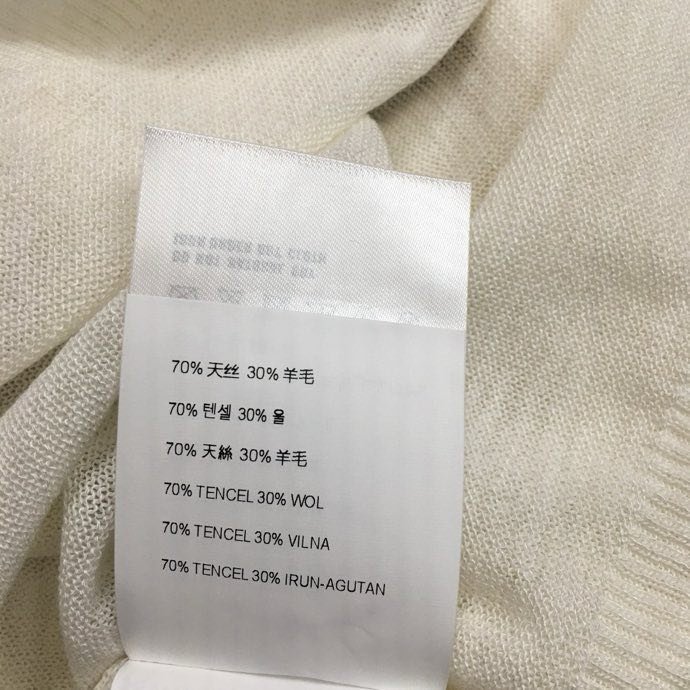 70% 天丝 30% 羊毛
70% 텐셀 30% 울
70% 天絲 30% 羊毛
70% TENCEL 30% WOL
70% TENCEL 30% VILNA
70% TENCEL 30% IRUN-AGUTAN